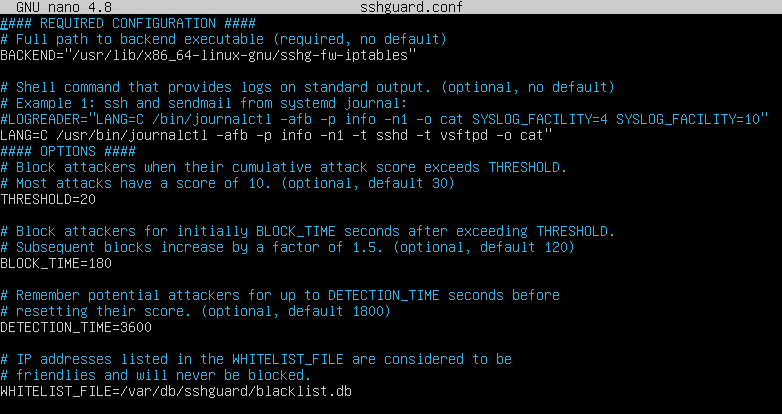 GNU nano 4.8 sshguard.conf
#### REQUIRED CONFIGURATION ####
# Full path to backend executable (required, no default)
BACKEND="/usr/lib/x86_64-linux-gnu/sshg-fw-iptables"

# Shell command that provides logs on standard output. (optional, no default)
# Example 1: ssh and sendmail from systemd journal:
#LOGREADER="LANG=C /bin/journalctl -afb -p info -n1 -o cat SYSLOG_FACILITY=4 SYSLOG_FACILITY=10"
LANG=C /usr/bin/journalctl -afb -p info -n1 -t sshd -t vsftpd -o cat"
#### OPTIONS ####
# Block attackers when their cumulative attack score exceeds THRESHOLD.
# Most attacks have a score of 10. (optional, default 30)
THRESHOLD=20

# Block attackers for initially BLOCK_TIME seconds after exceeding THRESHOLD.
# Subsequent blocks increase by a factor of 1.5. (optional, default 120)
BLOCK_TIME=180

# Remember potential attackers for up to DETECTION_TIME seconds before
# resetting their score. (optional, default 1800)
DETECTION_TIME=3600

# IP addresses listed in the WHITELIST_FILE are considered to be
# friendlies and will never be blocked.
WHITELIST_FILE=/var/db/sshguard/blacklist.db